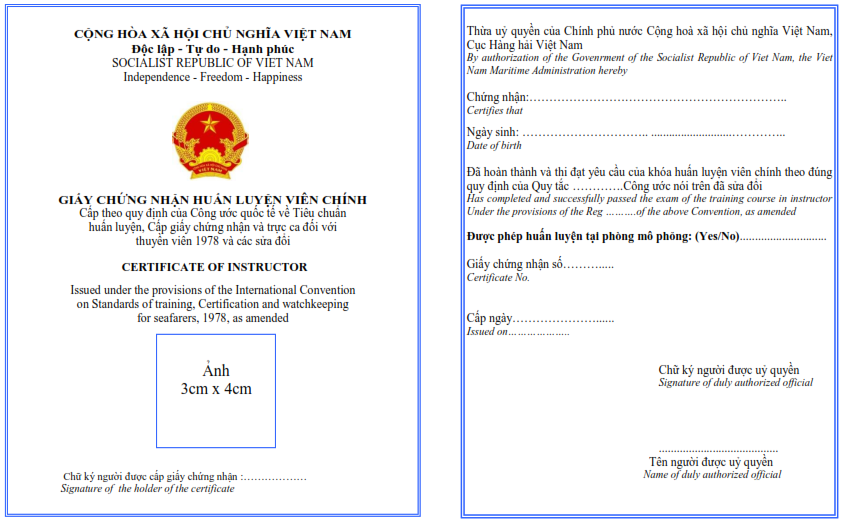 CỘNG HÒA XÃ HỘI CHỦ NGHĨA VIỆT NAM
Độc lập - Tự do - Hạnh phúc
SOCIALIST REPUBLIC OF VIET NAM
Independence - Freedom - Happiness
VIỆT NAM
GIẤY CHỨNG NHẬN HUẤN LUYỆN VIÊN CHÍNH
Cấp theo quy định của Công ước quốc tế về Tiêu chuẩn
huấn luyện, Cấp giấy chứng nhận và trực ca đối với
thuyền viên 1978 và các sửa đổi
CERTIFICATE OF INSTRUCTOR
Issued under the provisions of the International Convention
on Standards of training, Certification and watchkeeping
for seafarers, 1978, as amended
Ảnh
3cm x 4cm
Chữ ký người được cấp giấy chứng nhận :………………
Signature of the holder of the certificate
Thừa uỷ quyền của Chính phủ nước Cộng hoà xã hội chủ nghĩa Việt Nam,
Cục Hàng hải Việt Nam
By authorization of the Govenrment of the Socialist Republic of Viet Nam, the Viet
Nam Maritime Administration hereby
Chứng nhận:………………………………………………………..
Certifies that
Ngày sinh: ………………………….. ............................…………..
Date of birth
Đã hoàn thành và thi đạt yêu cầu của khóa huấn luyện viên chính theo đúng
quy định của Quy tắc ………….Công ước nói trên đã sửa đổi
Has completed and successfully passed the exam of the training course in instructor
Under the provisions of the Reg ……….of the above Convention, as amended
Được phép huấn luyện tại phòng mô phỏng: (Yes/No).............................
Giấy chứng nhận số………......
Certificate No.
Cấp ngày…………………......
Issued on………………..
Chữ ký người được uỷ quyền
Signature of duly authorized official
........................................
Tên người được uỷ quyền
Name of duly authorized official